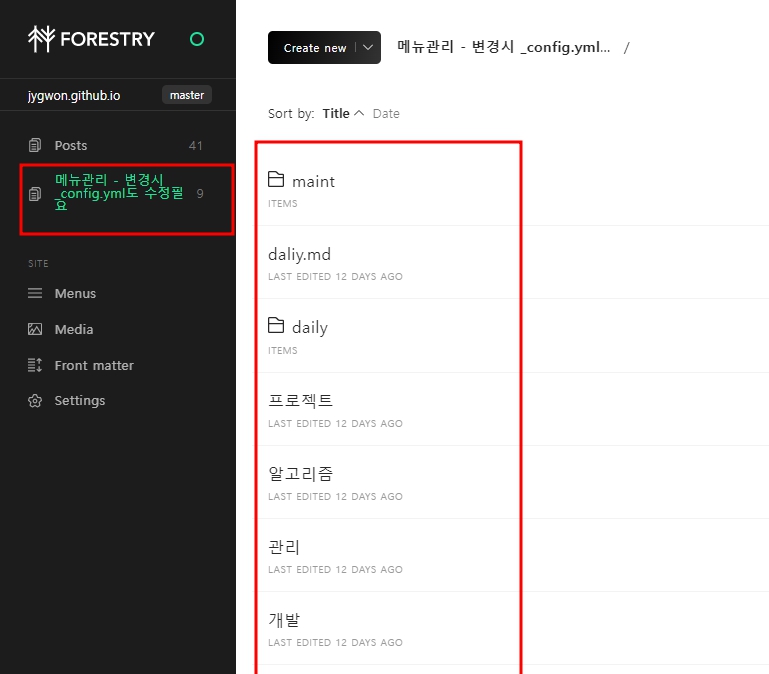 FORESTRY
jygwon.github.io master
Posts 41
메뉴관리 - 변경시
_config.yml도 수정필
요
9
SITE
Menus
Media
Front matter
Settings
Create new
메뉴관리 - 변경시 _config.yml... /
Sort by: Title Date
maint
ITEMS
daliy.md
LAST EDITED 12 DAYS AGO
daily
ITEMS
프로젝트
LAST EDITED 12 DAYS AGO
알고리즘
LAST EDITED 12 DAYS AGO
관리
LAST EDITED 12 DAYS AGO
개발
LAST EDITED 12 DAYS AGO